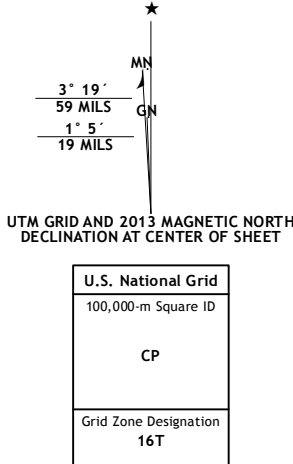 ★
MN
3° 19´
59 MILS
GN
1° 5´
19 MILS
UTM GRID AND 2013 MAGNETIC NORTH
DECLINATION AT CENTER OF SHEET
U.S. National Grid
100,000-m Square ID
CP
Grid Zone Designation
16T